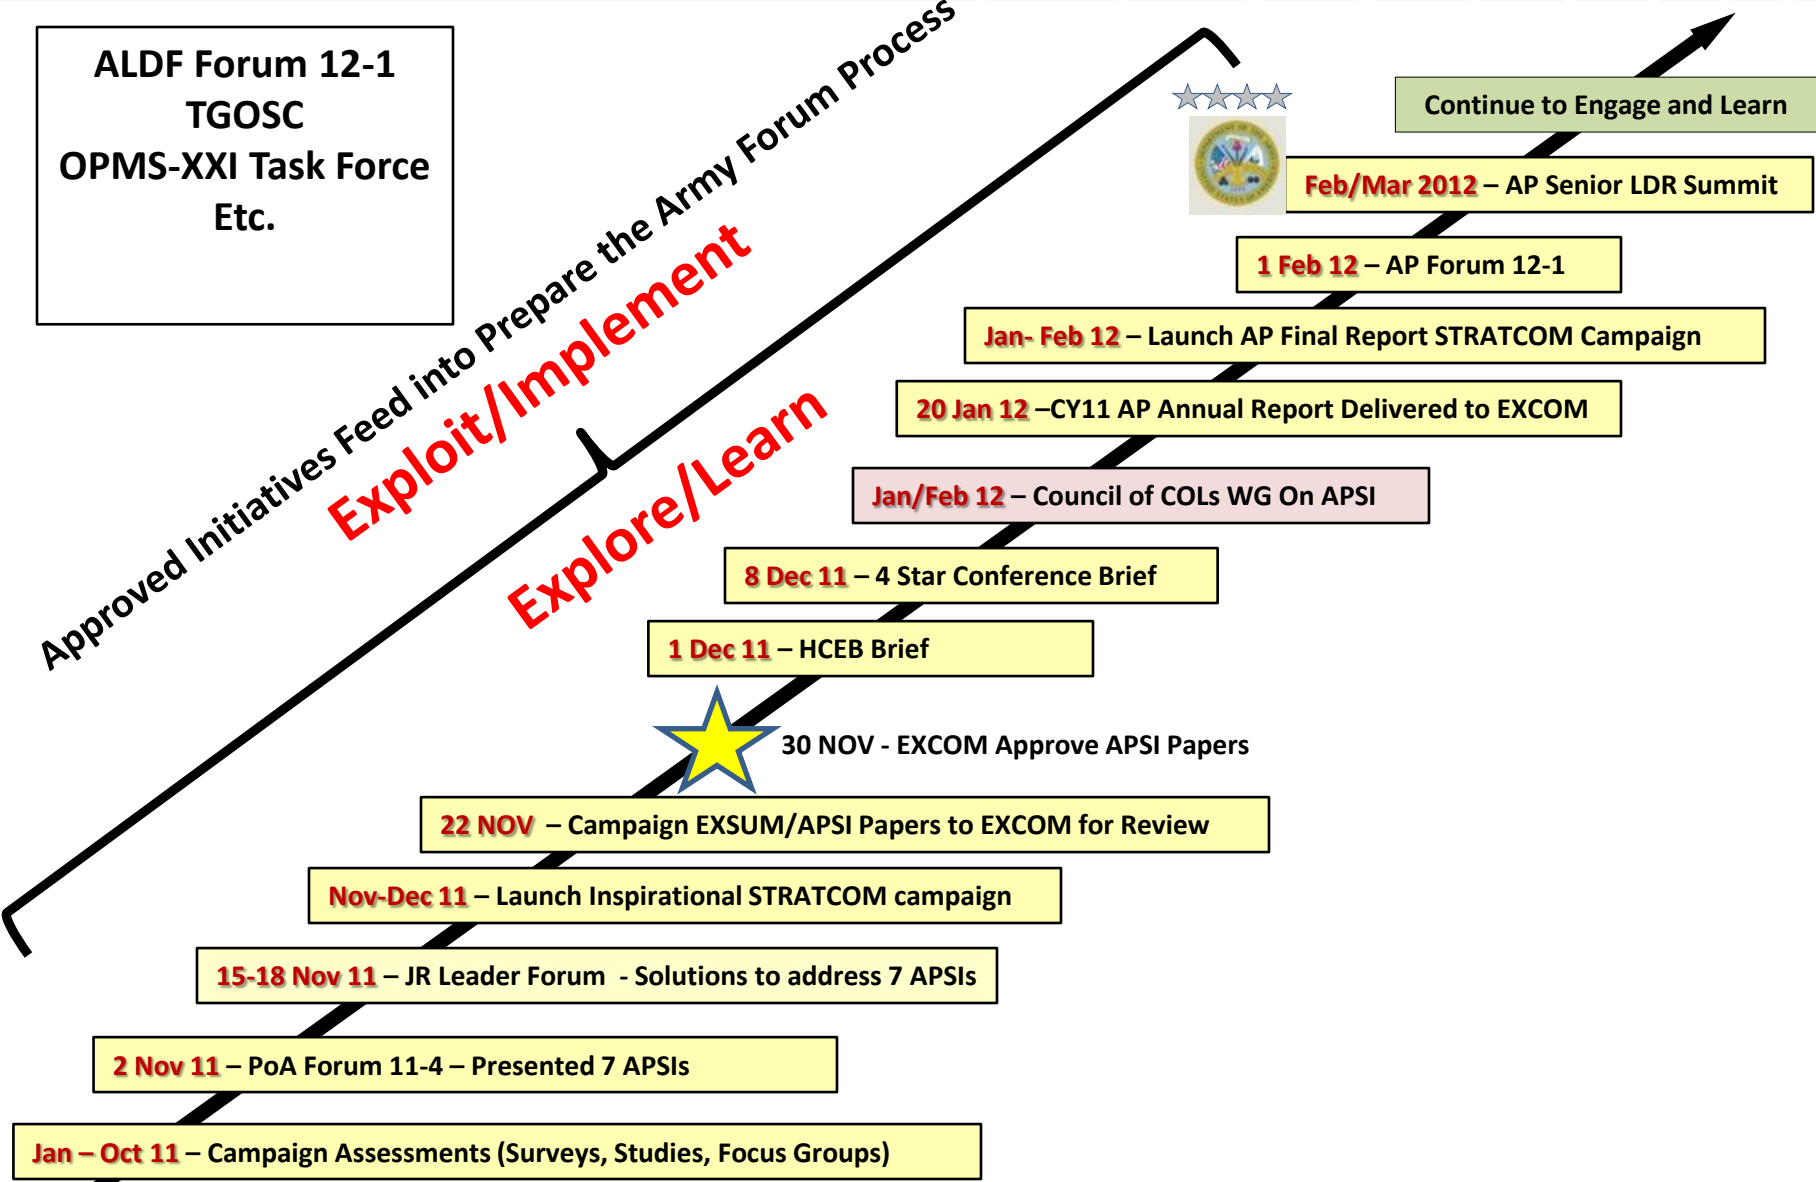 ALDF Forum 12-1
TGOSC
OPMS-XXI Task Force
Etc.
Approved Initiatives Feed into Prepare the Army Forum Process
Exploit/Implement
Explore/Learn
Continue to Engage and Learn
Feb/Mar 2012 – AP Senior LDR Summit
1 Feb 12 – AP Forum 12-1
Jan- Feb 12 – Launch AP Final Report STRATCOM Campaign
20 Jan 12 –CY11 AP Annual Report Delivered to EXCOM
Jan/Feb 12 – Council of COLs WG On APSI
8 Dec 11 – 4 Star Conference Brief
1 Dec 11 – HCEB Brief
30 NOV - EXCOM Approve APSI Papers
22 NOV – Campaign EXSUM/APSI Papers to EXCOM for Review
Nov-Dec 11 – Launch Inspirational STRATCOM campaign
15-18 Nov 11 – JR Leader Forum - Solutions to address 7 APSIs
2 Nov 11 – PoA Forum 11-4 – Presented 7 APSIs
Jan – Oct 11 – Campaign Assessments (Surveys, Studies, Focus Groups)